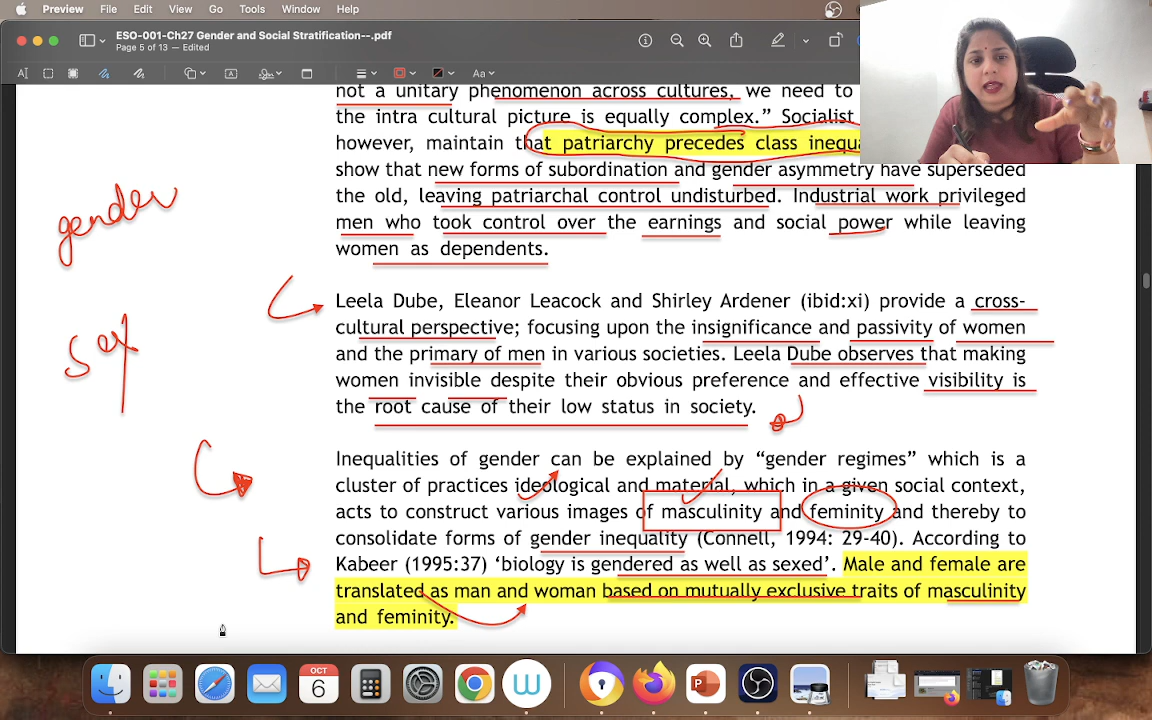 Preview File Edit View Go Tools Window Help
ESO-001-Ch27 Gender and Social Stratification--.pdf
Page 5 of 13 — Edited
Aa
not a unitary phenomenon across cultures, we need to
the intra cultural picture is equally complex.” Socialist
however, maintain that patriarchy precedes class inequa
show that new forms of subordination and gender asymmetry have superseded
the old, leaving patriarchal control undisturbed. Industrial work privileged
men who took control over the earnings and social power while leaving
women as dependents.
gender
Leela Dube, Eleanor Leacock and Shirley Ardener (ibid:xi) provide a cross-
cultural perspective; focusing upon the insignificance and passivity of women
and the primary of men in various societies. Leela Dube observes that making
women invisible despite their obvious preference and effective visibility is
the root cause of their low status in society.
sex
Inequalities of gender can be explained by “gender regimes” which is a
cluster of practices ideological and material, which in a given social context,
acts to construct various images of masculinity and feminity and thereby to
consolidate forms of gender inequality (Connell, 1994: 29-40). According to
Kabeer (1995:37) ‘biology is gendered as well as sexed’. Male and female are
translated as man and woman based on mutually exclusive traits of masculinity
and feminity.
OCT
6